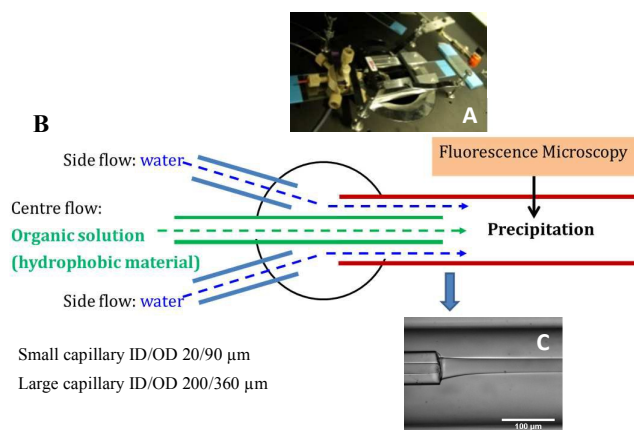 A
B
Side flow: water
Fluorescence Microscopy
Centre flow:
Organic solution
(hydrophobic material)
Precipitation
Side flow: water
Small capillary ID/OD 20/90 µm
Large capillary ID/OD 200/360 µm
C
100 µm